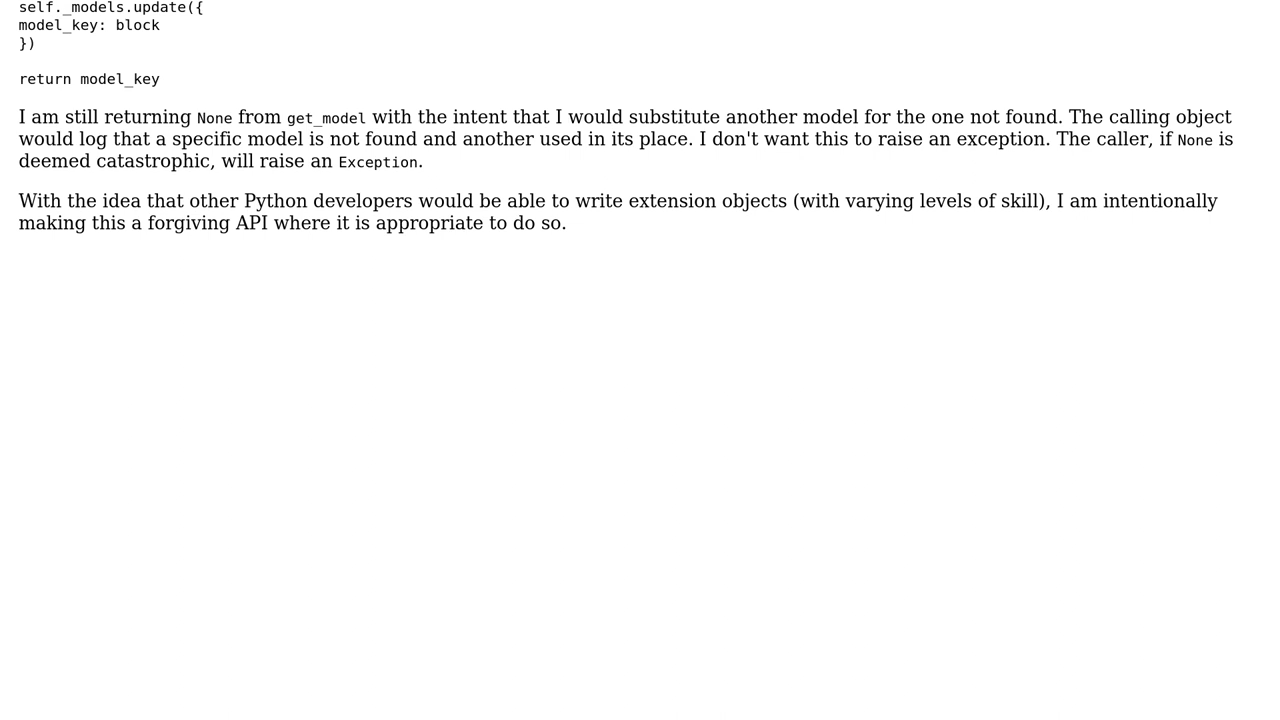 self._models.update({
model_key: block
})
return model_key
I am still returning None from get_model with the intent that I would substitute another model for the one not found. The calling object
would log that a specific model is not found and another used in its place. I don't want this to raise an exception. The caller, if None is
deemed catastrophic, will raise an Exception.
With the idea that other Python developers would be able to write extension objects (with varying levels of skill), I am intentionally
making this a forgiving API where it is appropriate to do so.